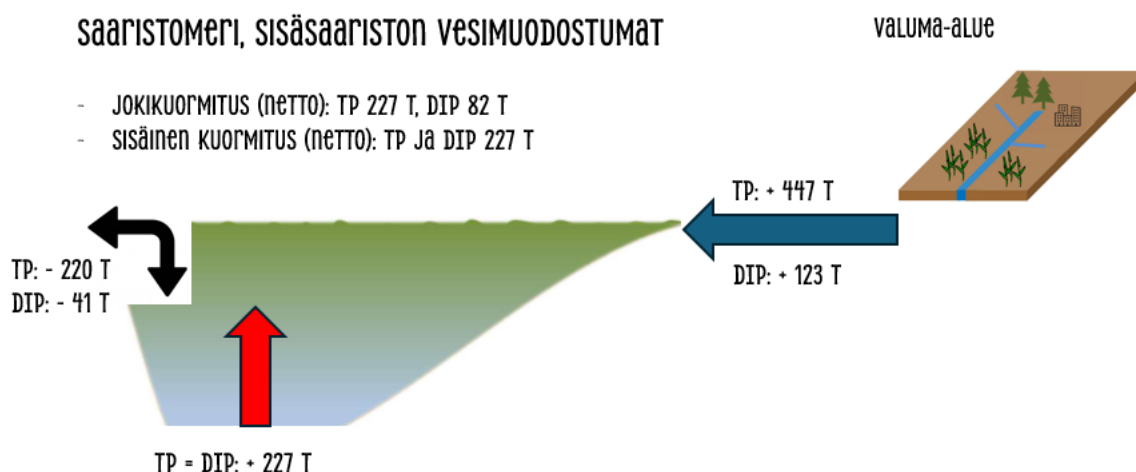 Saaristomeri, sisäsaariston vesimuodostumat
Valuma-alue
- Jokikuormitus (netto): TP 227 t, DIP 82 t
- Sisäinen kuormitus (netto): TP ja DIP 227 t
TP: + 447 t
TP: - 220 t
DIP: - 41 t
DIP: + 123 t
TP = DIP: + 227 t